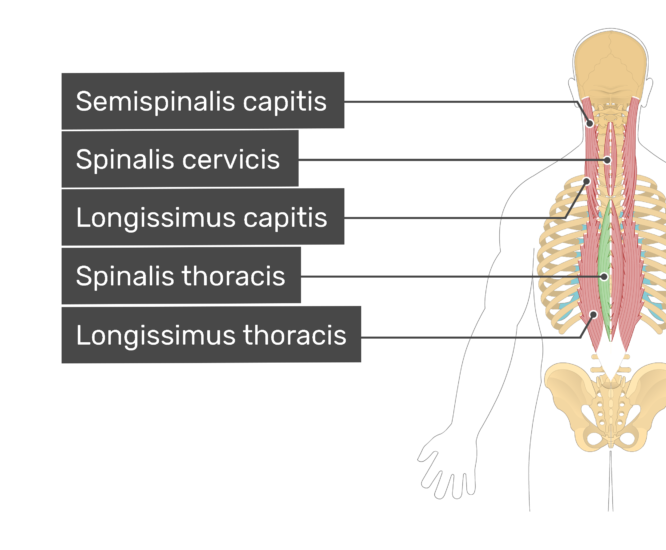 Semispinalis capitis
Spinalis cervicis
Longissimus capitis
Spinalis thoracis
Longissimus thoracis